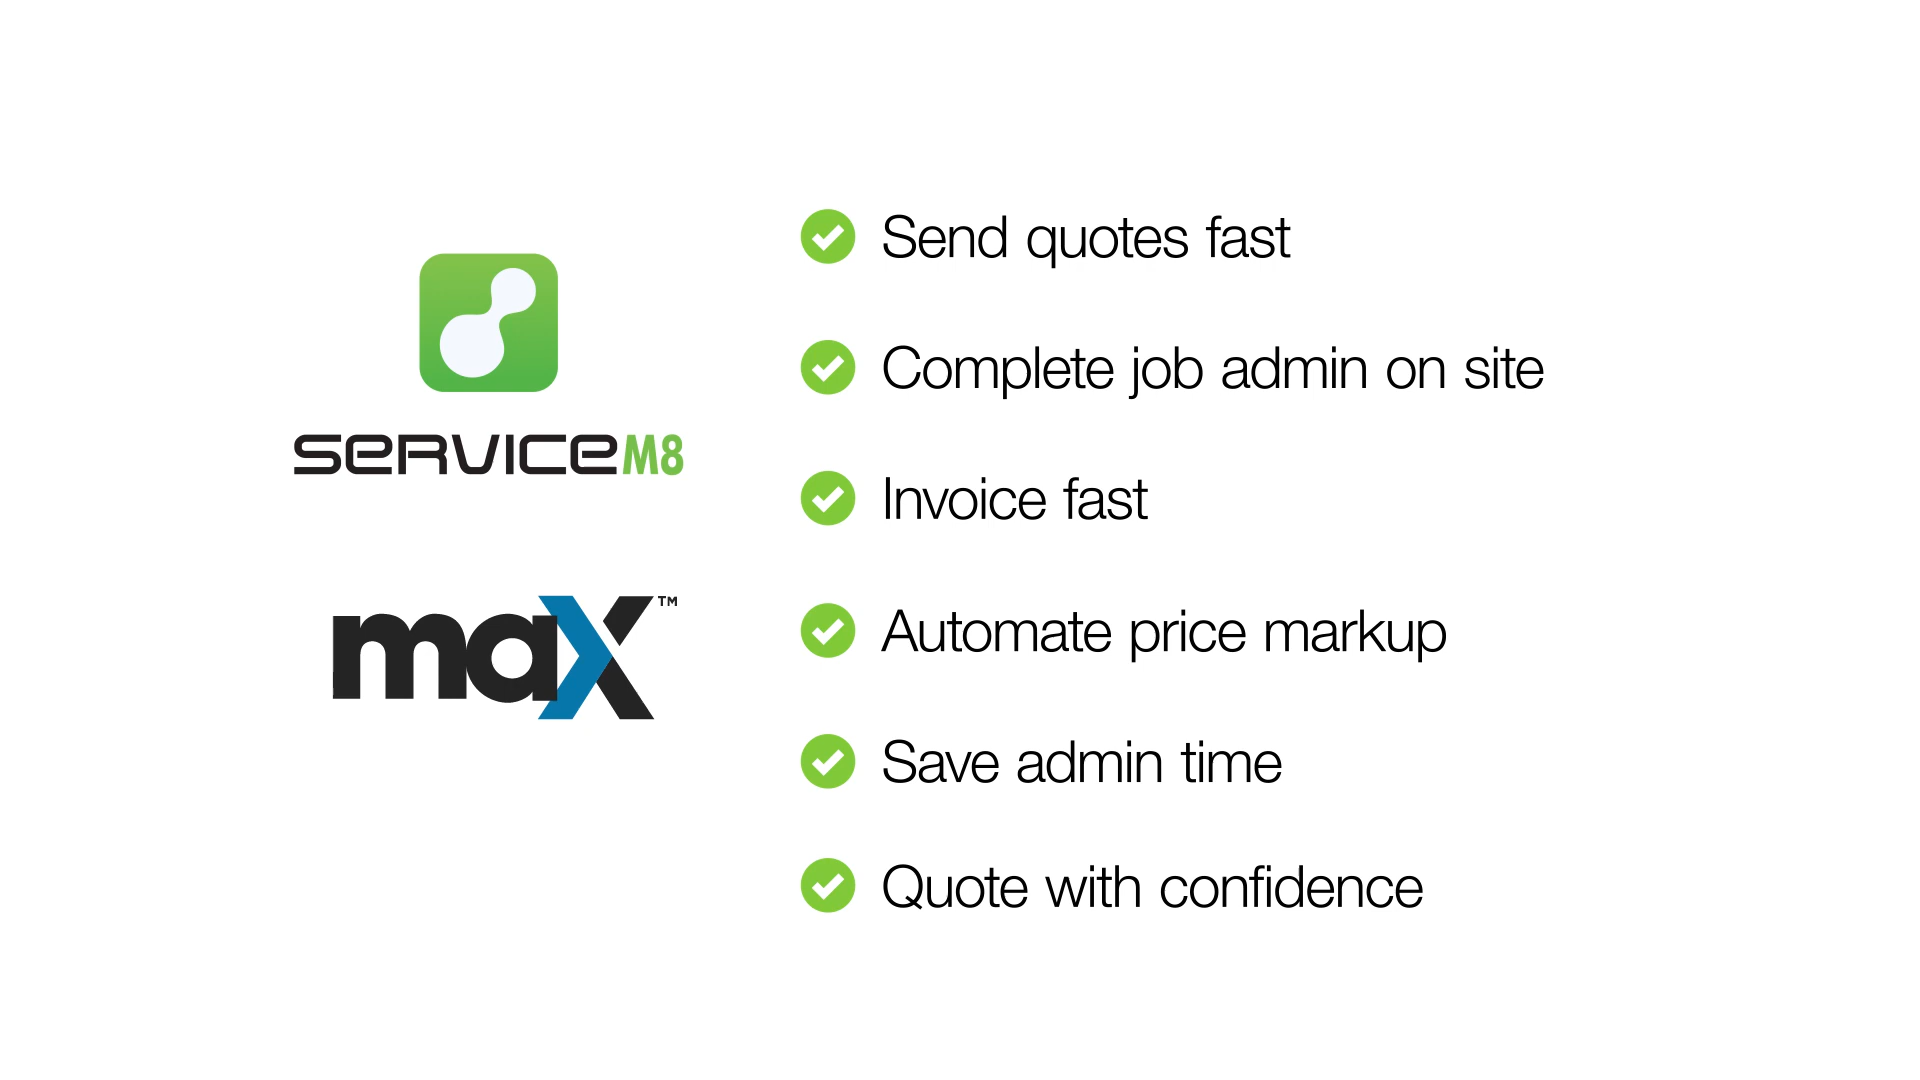 serviceM8
max™
Send quotes fast
Complete job admin on site
Invoice fast
Automate price markup
Save admin time
Quote with confidence